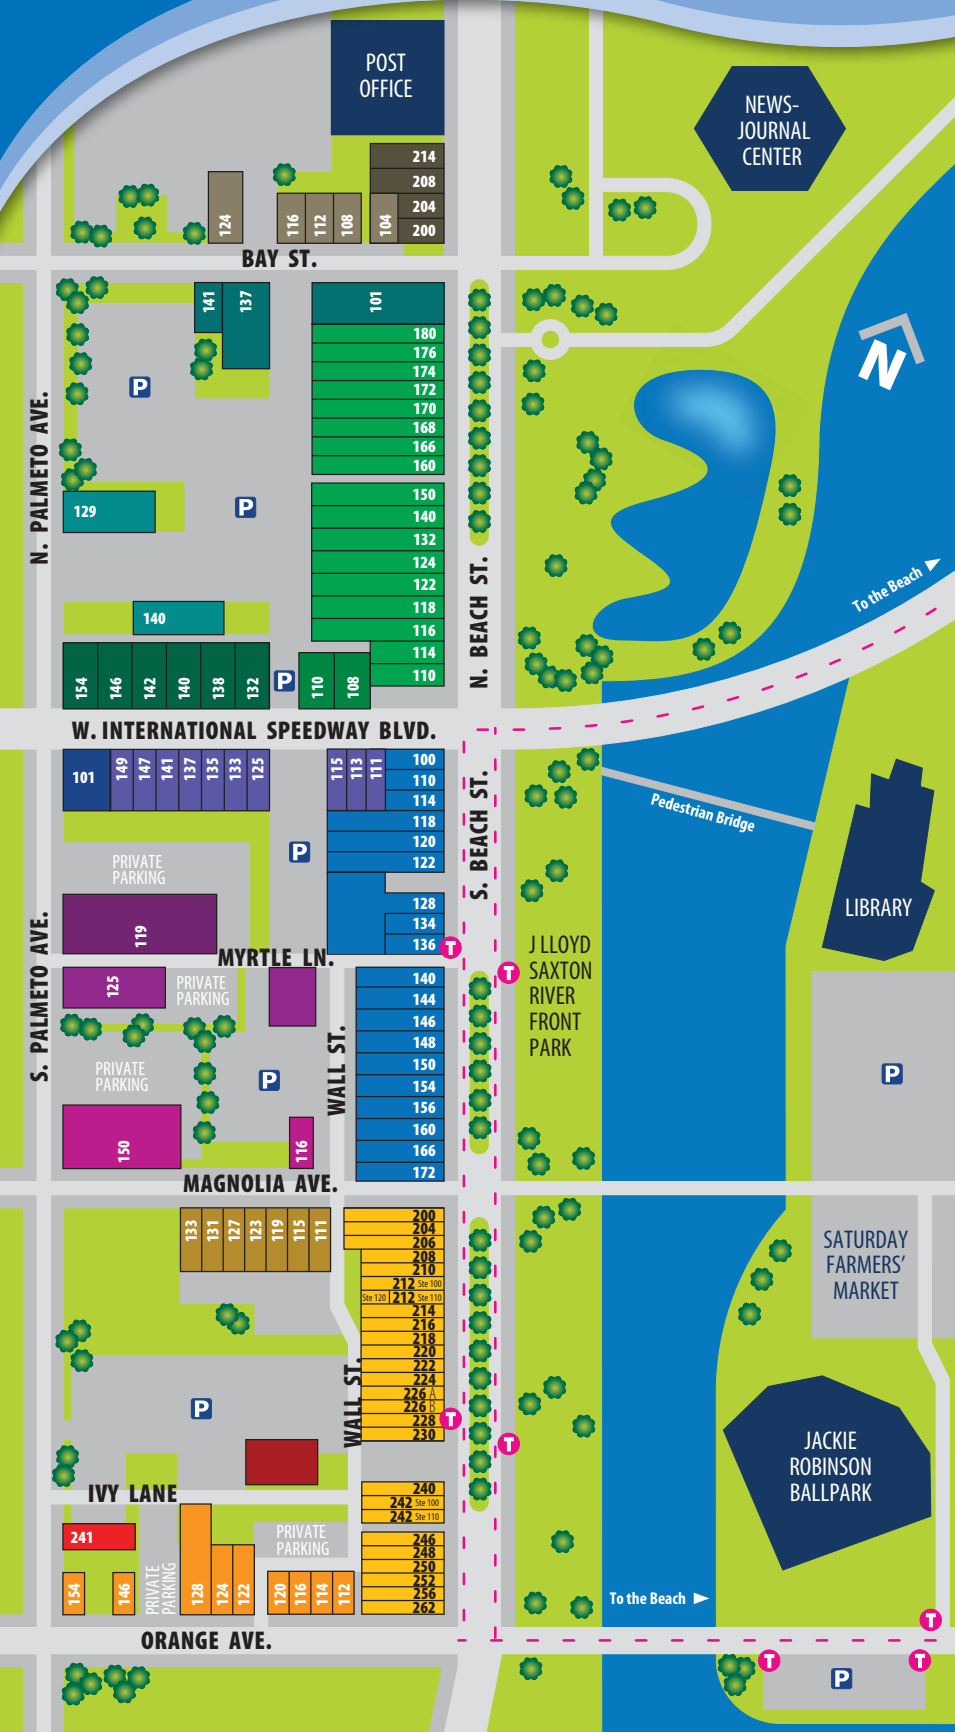 POST
OFFICE
NEWS-
JOURNAL
CENTER
214
208
204
200
124
116
112
108
104
BAY ST.
141
137
101
180
176
174
172
170
168
166
160
P
N
N. PALMETO AVE.
129
P
150
140
132
124
122
118
116
114
110
N. BEACH ST.
To the Beach
140
154
146
142
140
138
132
P
110
108
W. INTERNATIONAL SPEEDWAY BLVD.
101
149
147
141
137
135
133
125
115
113
111
100
110
114
118
120
122
128
134
136
S. BEACH ST.
Pedestrian Bridge
P
PRIVATE
PARKING
LIBRARY
119
S. PALMETO AVE.
MYRTLE LN.
T
T
J LLOYD
SAXTON
RIVER
FRONT
PARK
125
PRIVATE
PARKING
140
144
146
148
150
154
156
160
166
172
WALL ST.
PRIVATE
PARKING
P
P
150
116
MAGNOLIA AVE.
133
131
127
123
119
115
111
200
204
206
208
210
212 Ste 100
Ste 120 212 Ste 110
214
216
218
220
222
224
226 A
226 B
228
230
SATURDAY
FARMERS'
MARKET
WALL ST.
P
T
T
JACKIE
ROBINSON
BALLPARK
IVY LANE
240
242 Ste 100
242 Ste 110
241
PRIVATE
PARKING
246
248
250
252
256
262
154
146
PRIVATE
PARKING
128
124
122
120
116
114
112
To the Beach
ORANGE AVE.
T
T
T
P